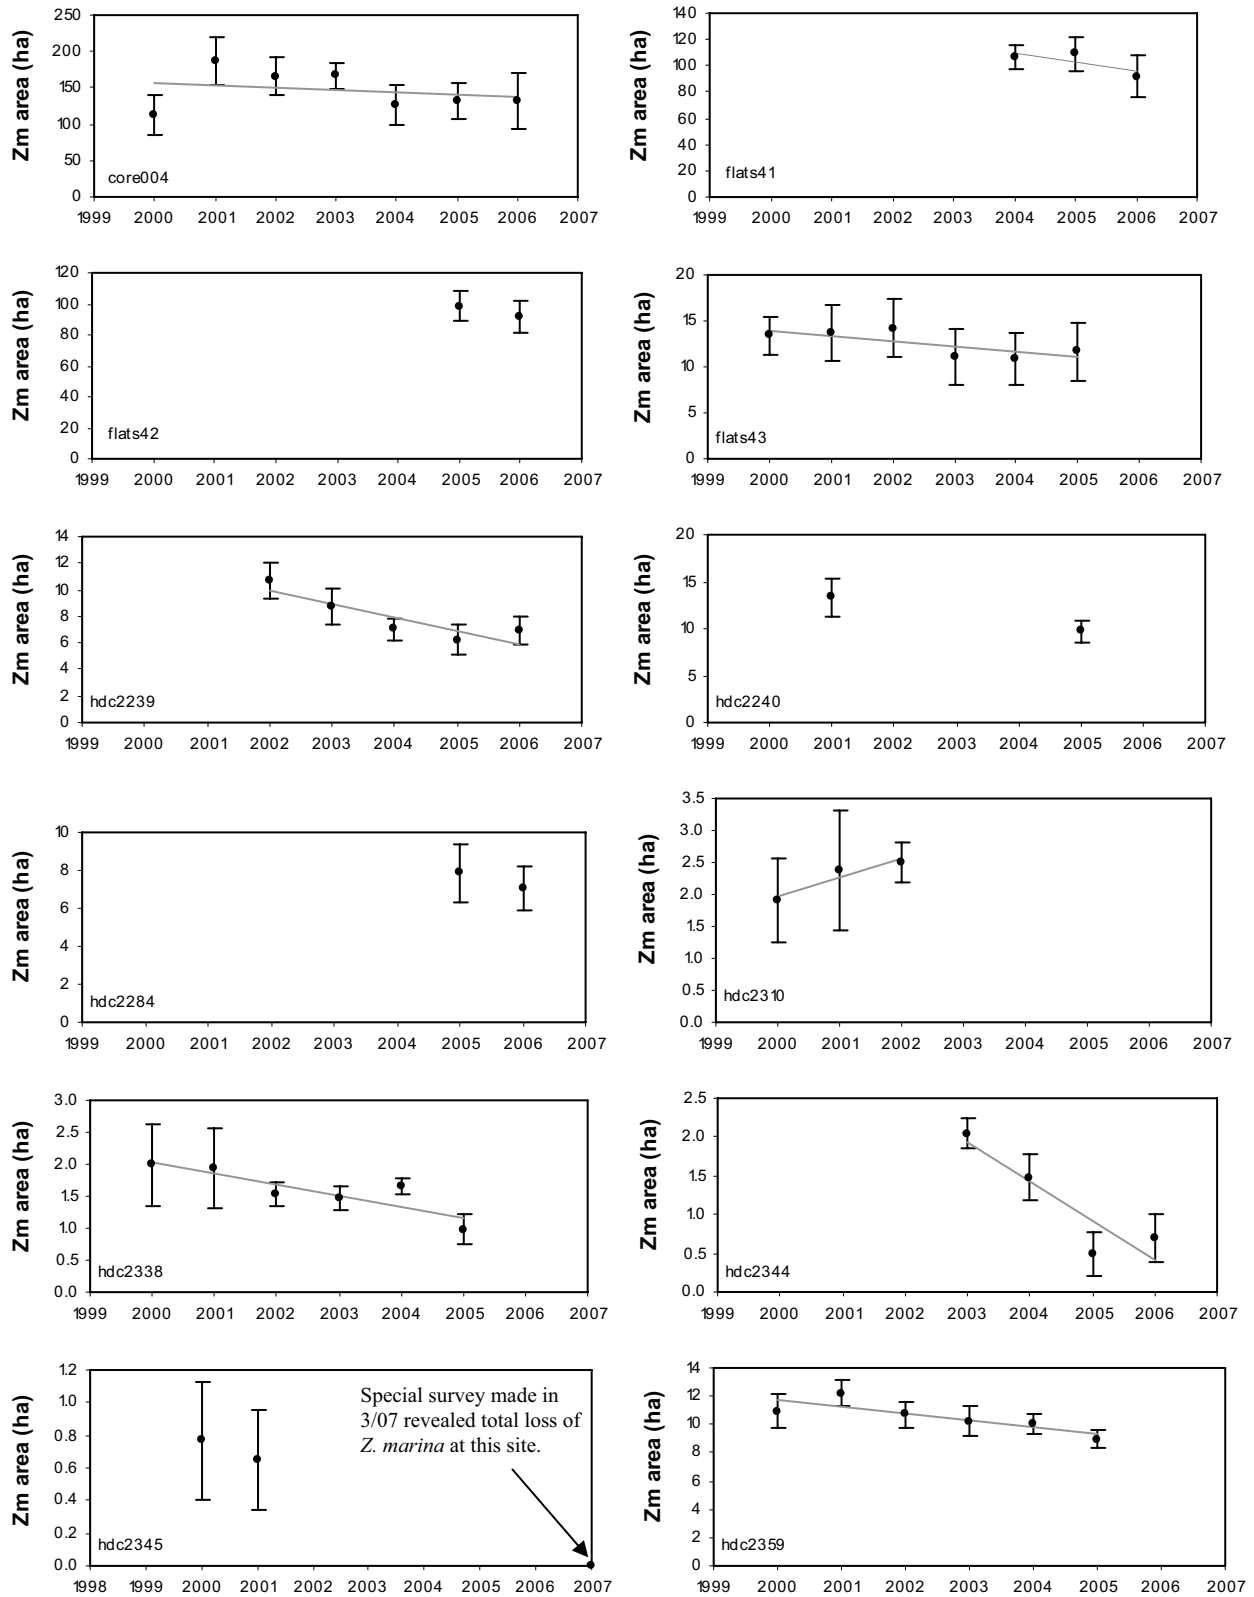 Zm area (ha)
250
200
150
100
50
0
core004
1999 2000 2001 2002 2003 2004 2005 2006 2007
Zm area (ha)
140
120
100
80
60
40
20
0
flats41
1999 2000 2001 2002 2003 2004 2005 2006 2007
Zm area (ha)
120
100
80
60
40
20
0
flats42
1999 2000 2001 2002 2003 2004 2005 2006 2007
Zm area (ha)
20
15
10
5
0
flats43
1999 2000 2001 2002 2003 2004 2005 2006 2007
Zm area (ha)
14
12
10
8
6
4
2
0
hdc2239
1999 2000 2001 2002 2003 2004 2005 2006 2007
Zm area (ha)
20
15
10
5
0
hdc2240
1999 2000 2001 2002 2003 2004 2005 2006 2007
Zm area (ha)
10
8
6
4
2
0
hdc2284
1999 2000 2001 2002 2003 2004 2005 2006 2007
Zm area (ha)
3.5
3.0
2.5
2.0
1.5
1.0
0.5
0.0
hdc2310
1999 2000 2001 2002 2003 2004 2005 2006 2007
Zm area (ha)
3.0
2.5
2.0
1.5
1.0
0.5
0.0
hdc2338
1999 2000 2001 2002 2003 2004 2005 2006 2007
Zm area (ha)
2.5
2.0
1.5
1.0
0.5
0.0
hdc2344
1999 2000 2001 2002 2003 2004 2005 2006 2007
Zm area (ha)
1.2
1.0
0.8
0.6
0.4
0.2
0.0
Special survey made in
3/07 revealed total loss of
Z. marina at this site.
hdc2345
1998 1999 2000 2001 2002 2003 2004 2005 2006 2007
Zm area (ha)
14
12
10
8
6
4
2
0
hdc2359
1999 2000 2001 2002 2003 2004 2005 2006 2007